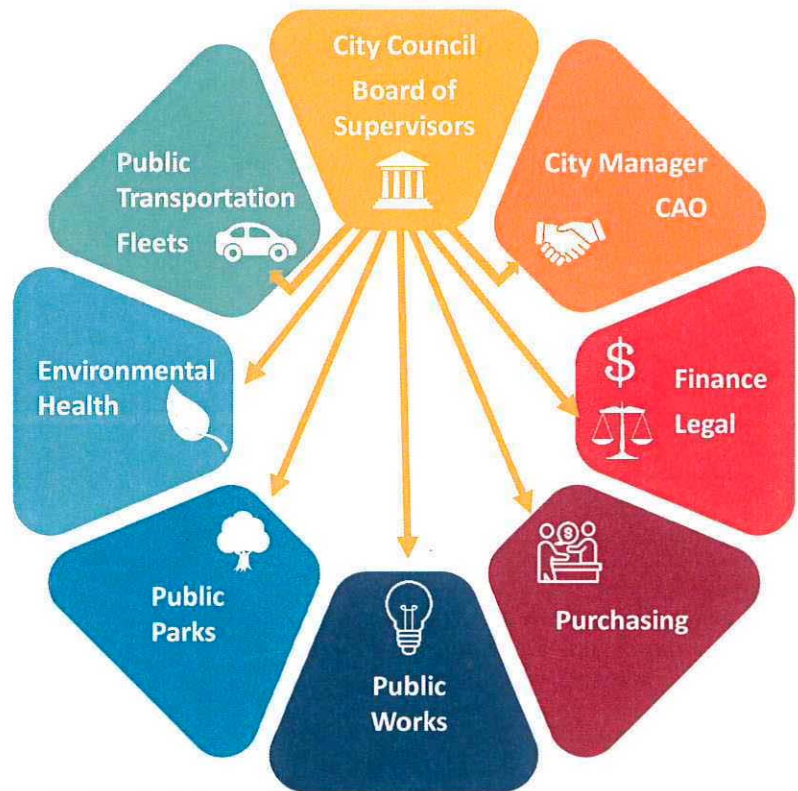 City Council
Board of
Supervisors
City Manager
CAO
$
Finance
Legal
$
Purchasing
Public
Works
Public
Parks
Environmental
Health
Public
Transportation
Fleets